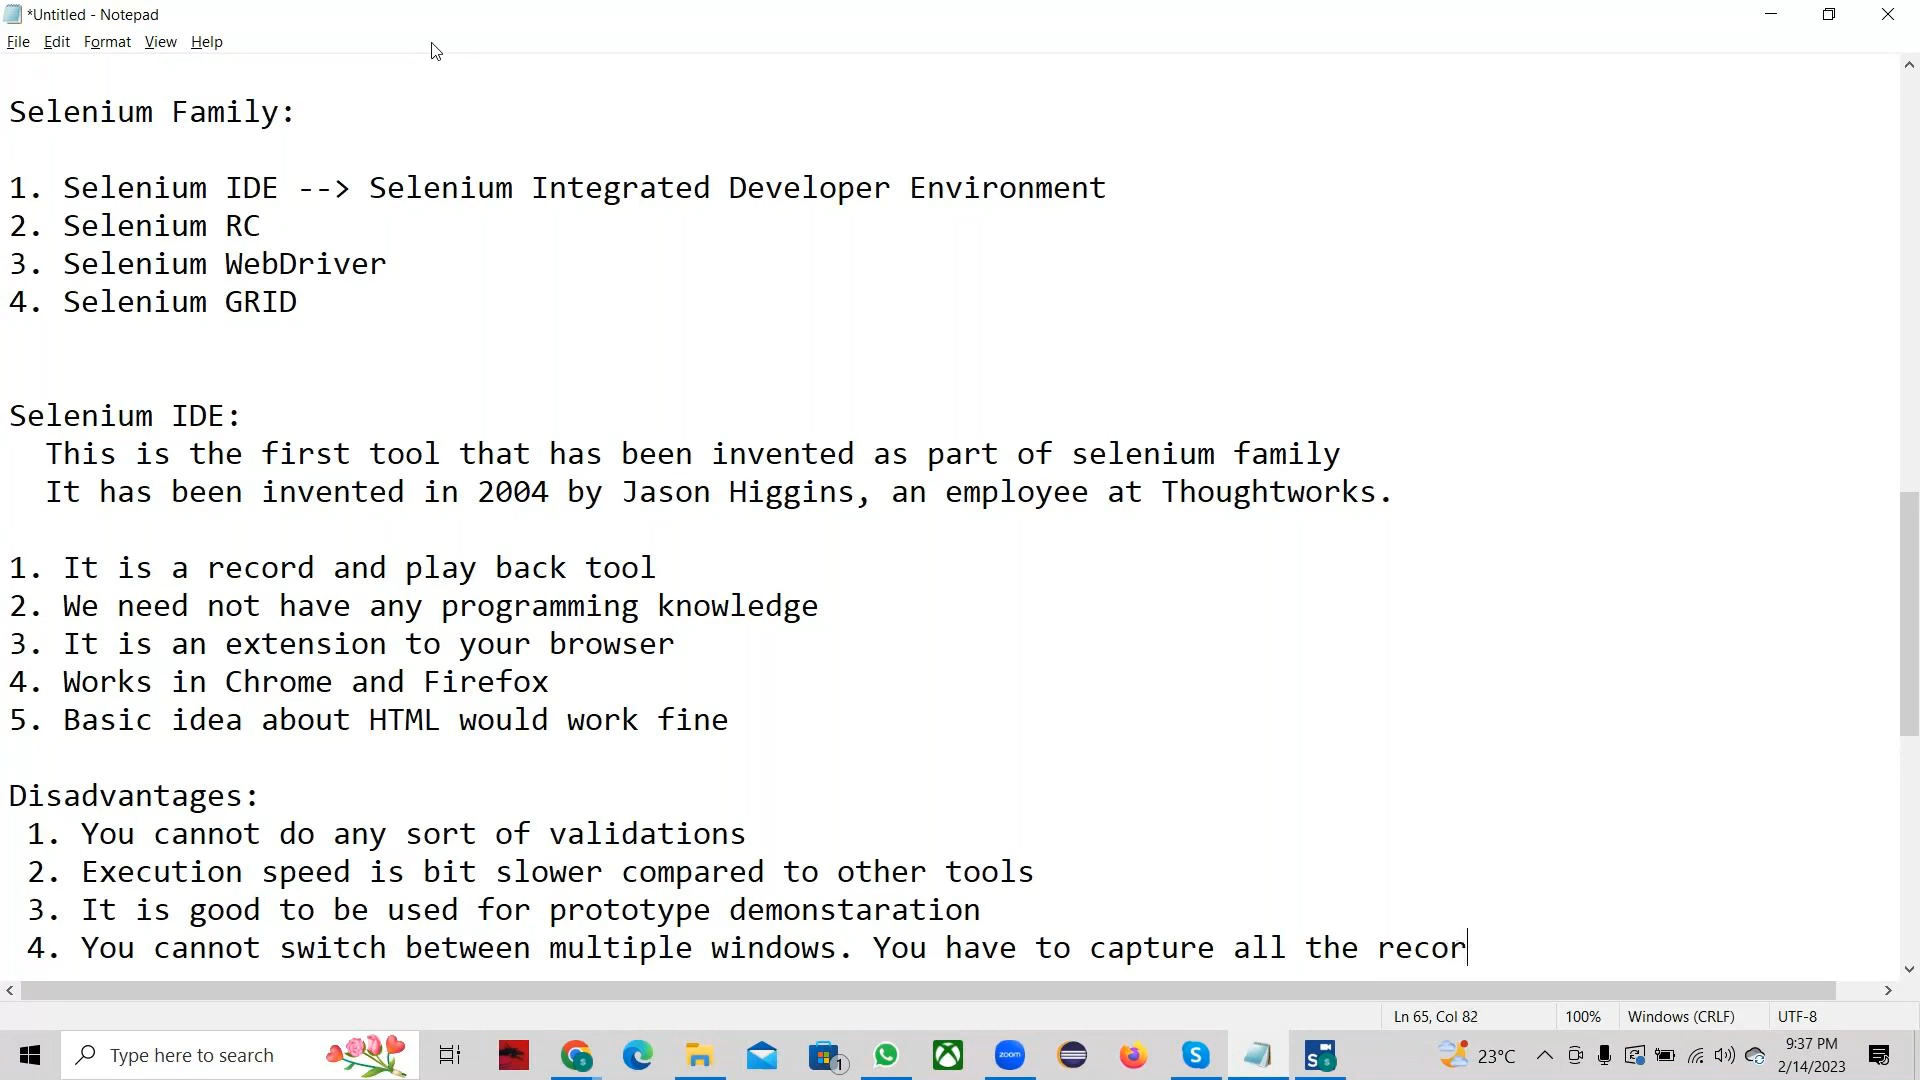 *Untitled - Notepad
File Edit Format View Help
Selenium Family:
1. Selenium IDE --> Selenium Integrated Developer Environment
2. Selenium RC
3. Selenium WebDriver
4. Selenium GRID
Selenium IDE:
This is the first tool that has been invented as part of selenium family
It has been invented in 2004 by Jason Higgins, an employee at Thoughtworks.
1. It is a record and play back tool
2. We need not have any programming knowledge
3. It is an extension to your browser
4. Works in Chrome and Firefox
5. Basic idea about HTML would work fine
Disadvantages:
1. You cannot do any sort of validations
2. Execution speed is bit slower compared to other tools
3. It is good to be used for prototype demonstaration
4. You cannot switch between multiple windows. You have to capture all the recor
Ln 65, Col 82 100% Windows (CRLF) UTF-8
Type here to search 1 zoom S S S 23°C 9:37 PM
2/14/2023